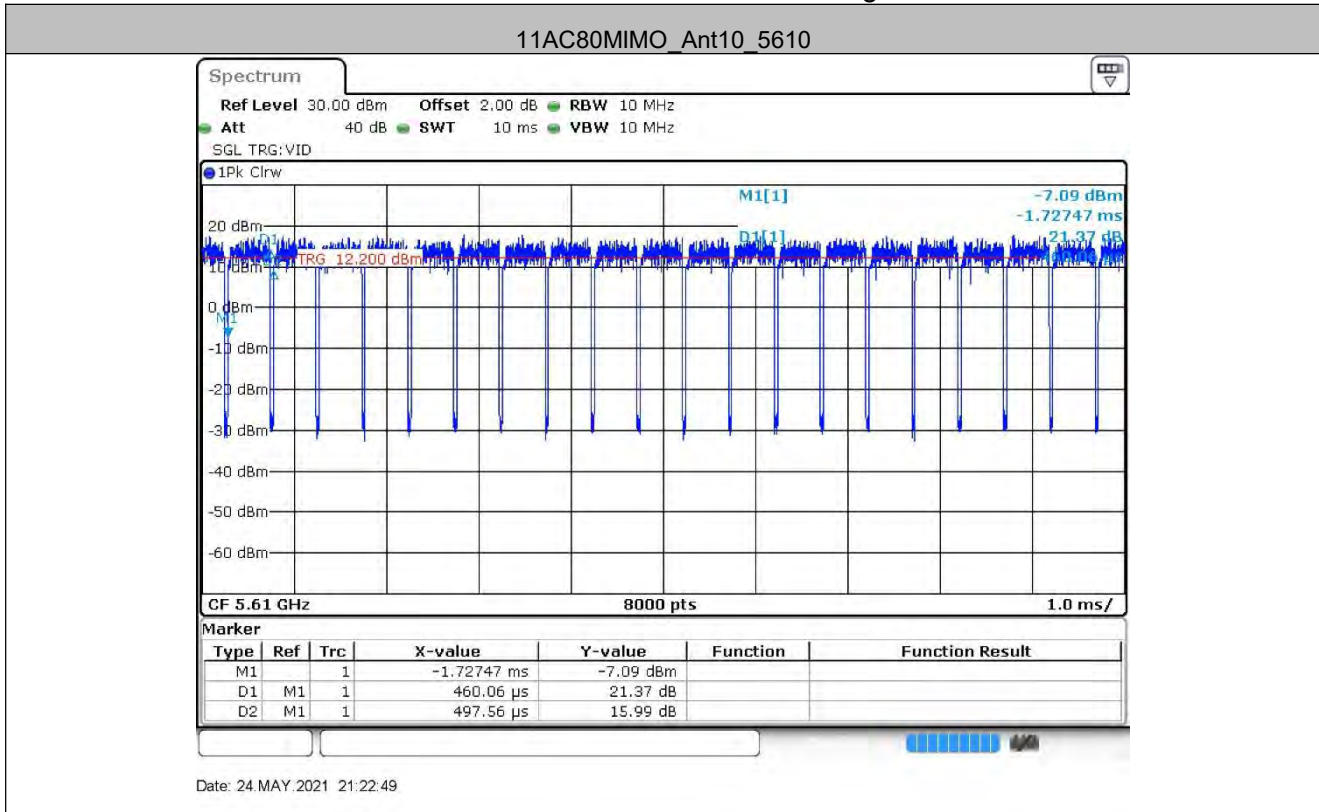 11AC80MIMO_Ant10_5610
Spectrum
Ref Level 30.00 dBm Offset 2.00 dB RBW 10 MHz
Att 40 dB SWT 10 ms VBW 10 MHz
SGL TRG:VID
1Pk Clrw
M1[1] -7.09 dBm
-1.72747 ms
20 dBm
D1 D1[1] 21.37 dB
TRG 12.200 dBm
10 dBm
0 dBm
M1
-10 dBm
-20 dBm
-30 dBm
-40 dBm
-50 dBm
-60 dBm
CF 5.61 GHz 8000 pts 1.0 ms/
Marker
Type Ref Trc X-value Y-value Function Function Result
M1 1 -1.72747 ms -7.09 dBm
D1 M1 1 460.06 µs 21.37 dB
D2 M1 1 497.56 µs 15.99 dB
Date: 24.MAY.2021 21:22:49